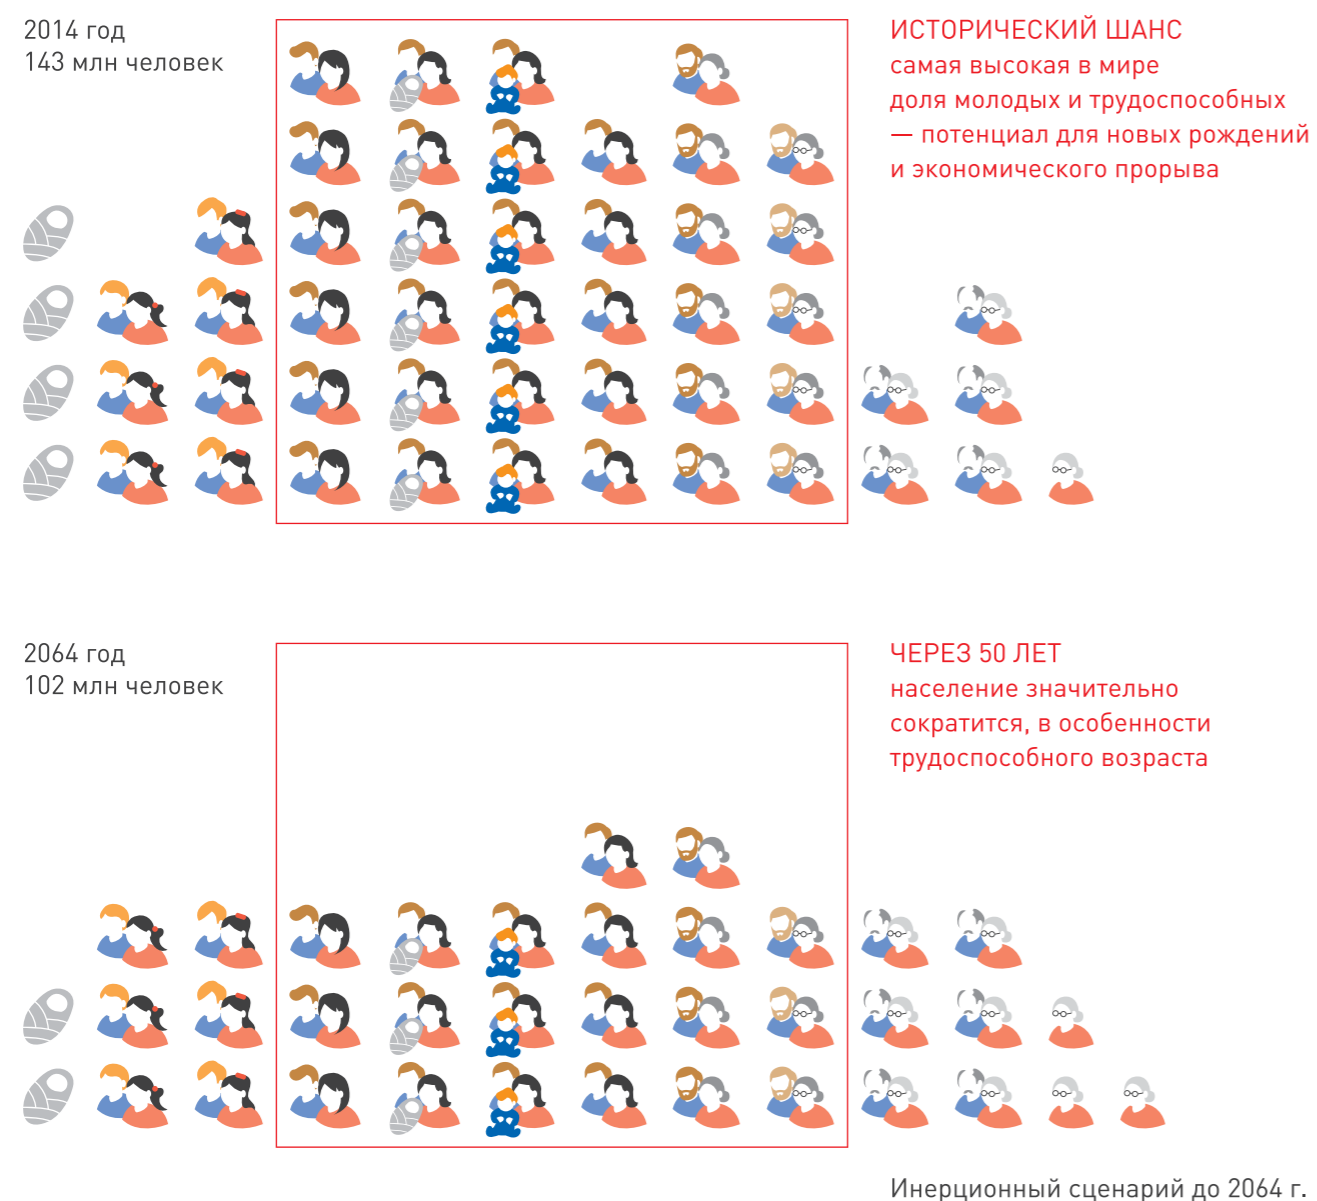 2014 год
143 млн человек
ИСТОРИЧЕСКИЙ ШАНС
самая высокая в мире
доля молодых и трудоспособных
— потенциал для новых рождений
и экономического прорыва
2064 год
102 млн человек
ЧЕРЕЗ 50 ЛЕТ
население значительно
сократится, в особенности
трудоспособного возраста
Инерционный сценарий до 2064 г.